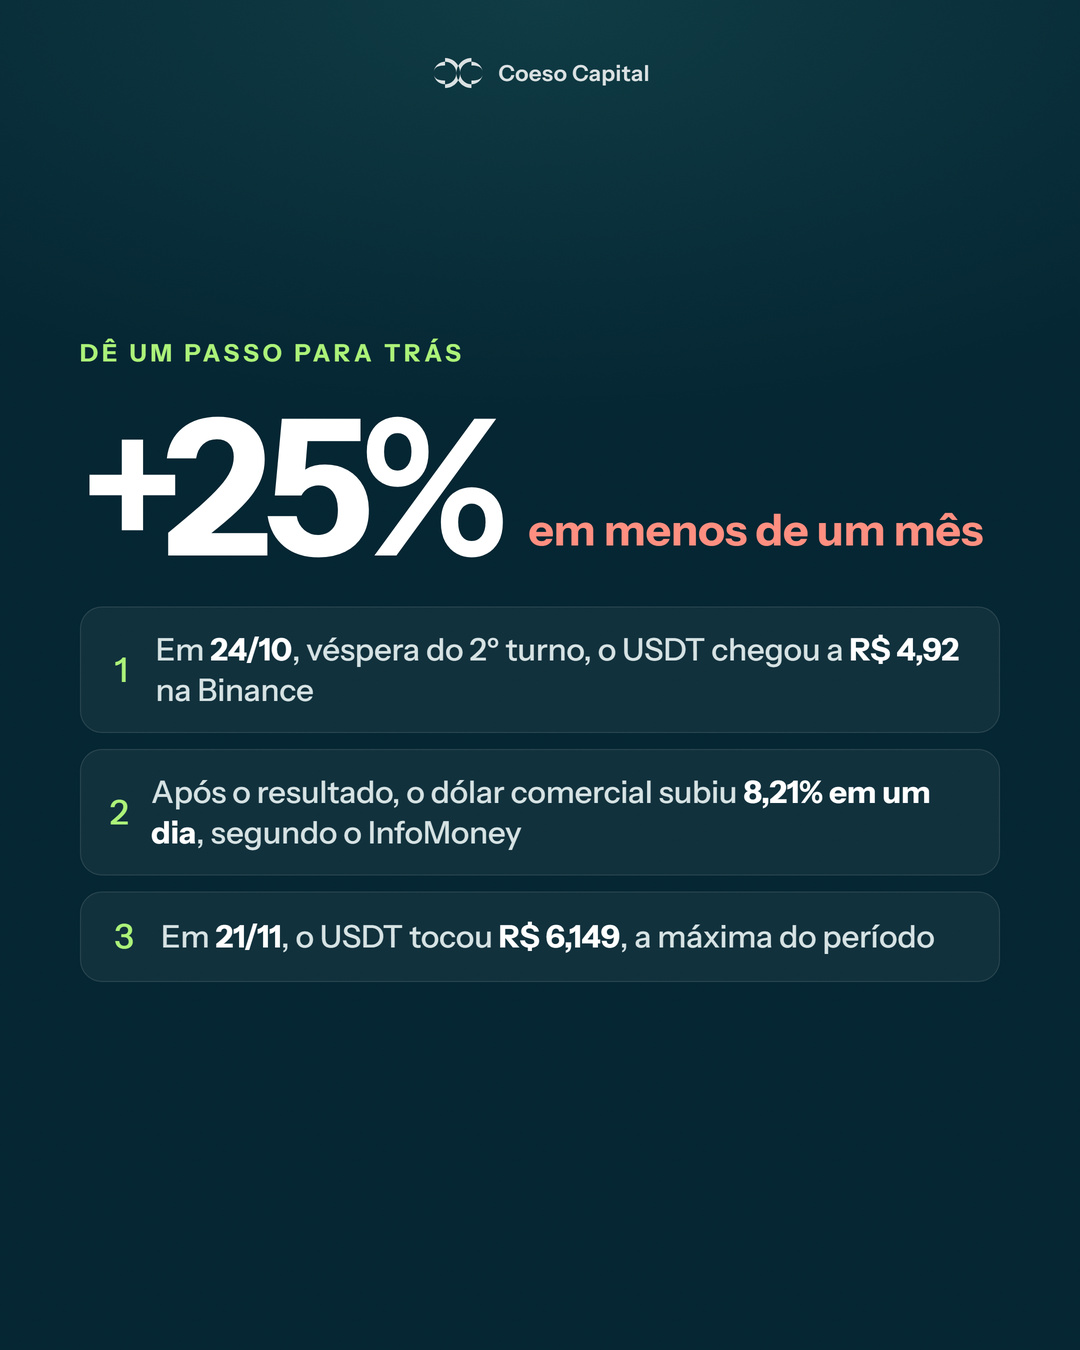 Coeso Capital
DÊ UM PASSO PARA TRÁS
+25% em menos de um mês
1 Em 24/10, véspera do 2º turno, o USDT chegou a R$ 4,92
na Binance
2 Após o resultado, o dólar comercial subiu 8,21% em um
dia, segundo o InfoMoney
3 Em 21/11, o USDT tocou R$ 6,149, a máxima do período